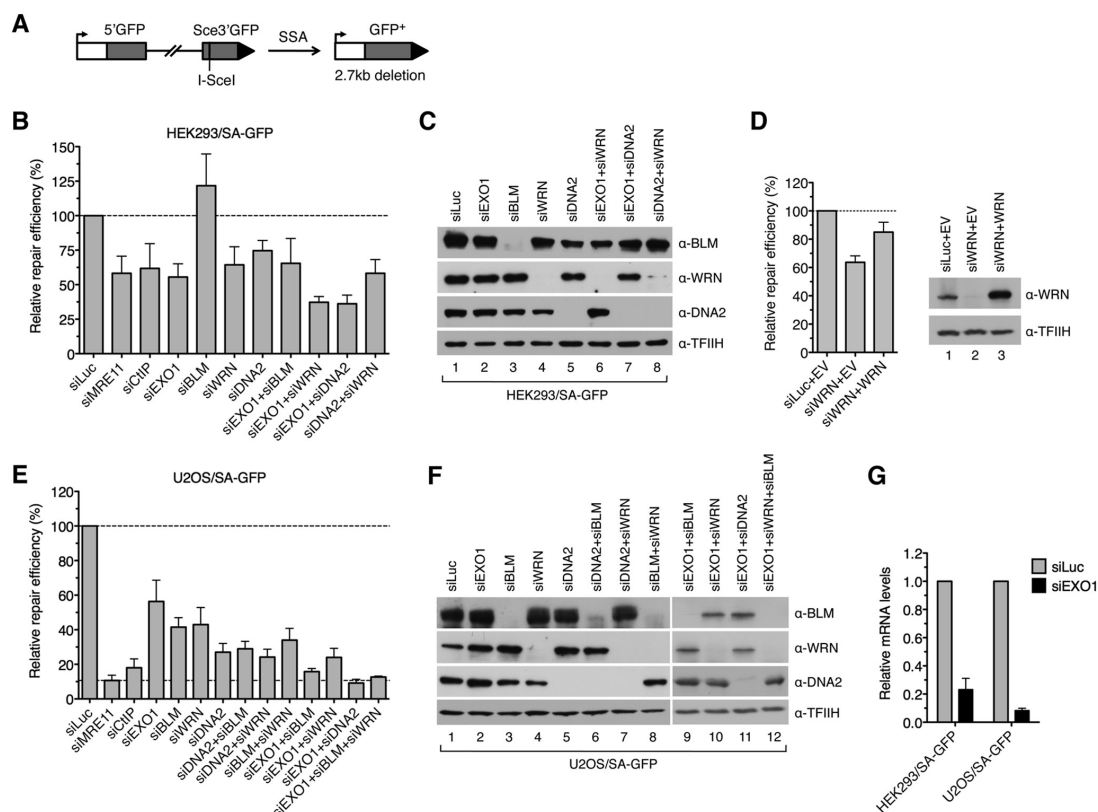 A
5'GFP
Sce3'GFP
SSA
GFP+
I-SceI
2.7kb deletion
B
HEK293/SA-GFP
Relative repair efficiency (%)
150
125
100
75
50
25
0
siLuc
siMRE11
siCtIP
siEXO1
siBLM
siWRN
siDNA2
siEXO1+siBLM
siEXO1+siWRN
siEXO1+siDNA2
siDNA2+siWRN
C
siLuc
siEXO1
siBLM
siWRN
siDNA2
siEXO1+siWRN
siEXO1+siDNA2
siDNA2+siWRN
α-BLM
α-WRN
α-DNA2
α-TFIIH
1 2 3 4 5 6 7 8
HEK293/SA-GFP
D
Relative repair efficiency (%)
120
100
80
60
40
20
0
siLuc+EV
siWRN+EV
siWRN+WRN
siLuc+EV
siWRN+EV
siWRN+WRN
α-WRN
α-TFIIH
1 2 3
E
U2OS/SA-GFP
Relative repair efficiency (%)
120
100
80
60
40
20
0
siLuc
siMRE11
siCtIP
siEXO1
siBLM
siWRN
siDNA2
siDNA2+siBLM
siDNA2+siWRN
siBLM+siWRN
siEXO1+siBLM
siEXO1+siWRN
siEXO1+siDNA2
siEXO1+siBLM+siWRN
F
siLuc
siEXO1
siBLM
siWRN
siDNA2
siDNA2+siBLM
siDNA2+siWRN
siBLM+siWRN
siEXO1+siBLM
siEXO1+siWRN
siEXO1+siDNA2
siEXO1+siWRN+siBLM
α-BLM
α-WRN
α-DNA2
α-TFIIH
1 2 3 4 5 6 7 8 9 10 11 12
U2OS/SA-GFP
G
Relative mRNA levels
1.2
1.0
0.8
0.6
0.4
0.2
0.0
siLuc
siEXO1
HEK293/SA-GFP
U2OS/SA-GFP